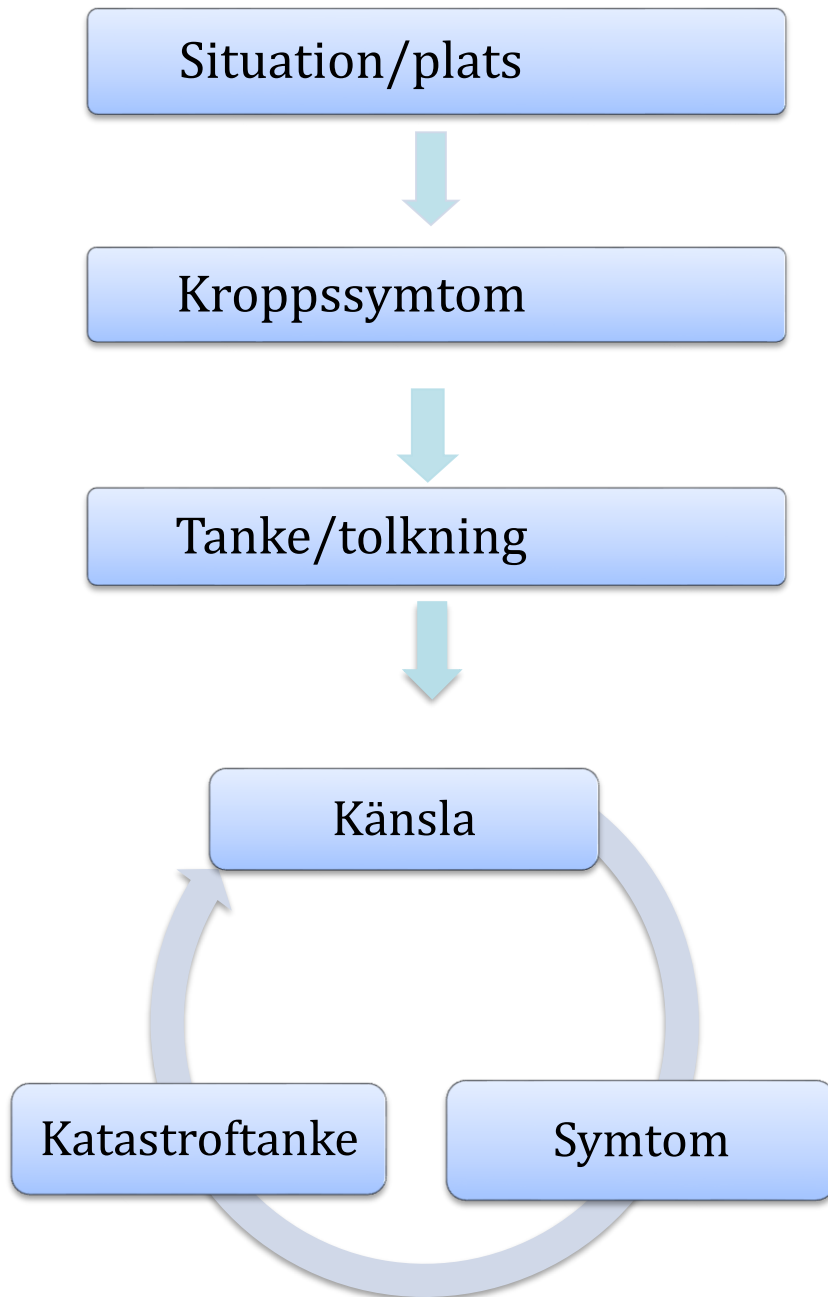 Situation/plats
Kroppssymtom
Tanke/tolkning
Känsla
Katastroftanke
Symtom